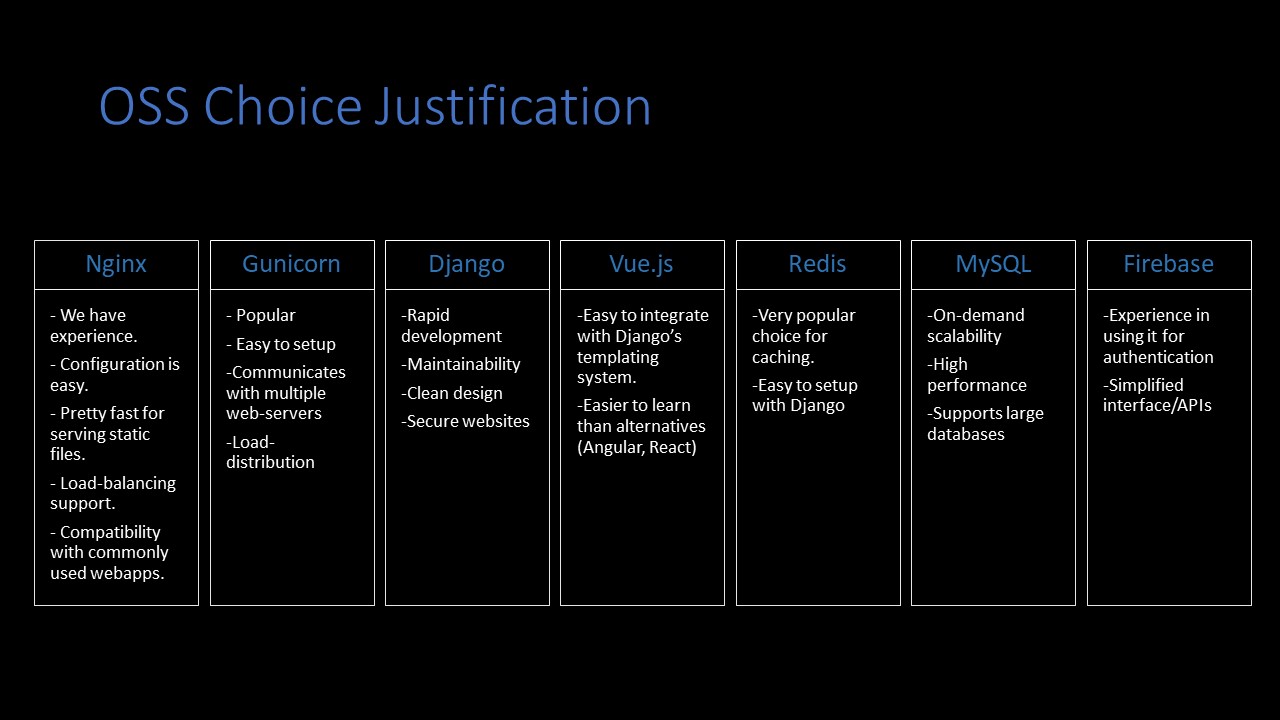 OSS Choice Justification
Nginx
- We have
experience.
- Configuration is
easy.
- Pretty fast for
serving static
files.
- Load-balancing
support.
- Compatibility
with commonly
used webapps.
Gunicorn
- Popular
- Easy to setup
-Communicates
with multiple
web-servers
-Load-
distribution
Django
-Rapid
development
-Maintainability
-Clean design
-Secure websites
Vue.js
-Easy to integrate
with Django’s
templating
system.
-Easier to learn
than alternatives
(Angular, React)
Redis
-Very popular
choice for
caching.
-Easy to setup
with Django
MySQL
-On-demand
scalability
-High
performance
-Supports large
databases
Firebase
-Experience in
using it for
authentication
-Simplified
interface/APIs